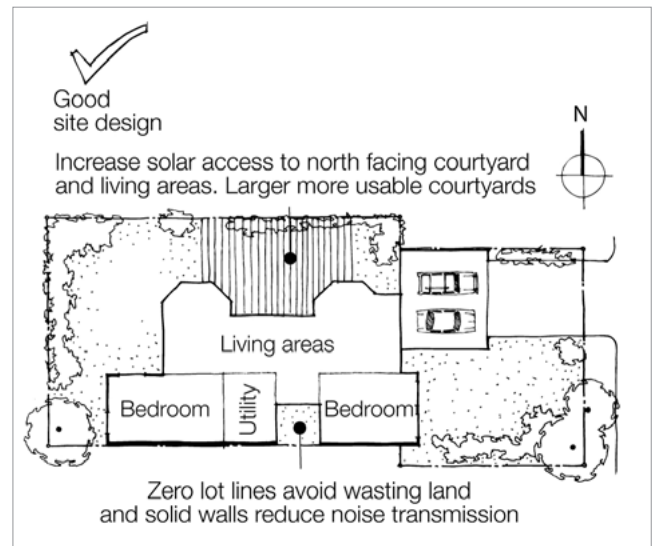 Good
site design
N
Increase solar access to north facing courtyard
and living areas. Larger more usable courtyards
Living areas
Bedroom
Utility
Bedroom
Zero lot lines avoid wasting land
and solid walls reduce noise transmission